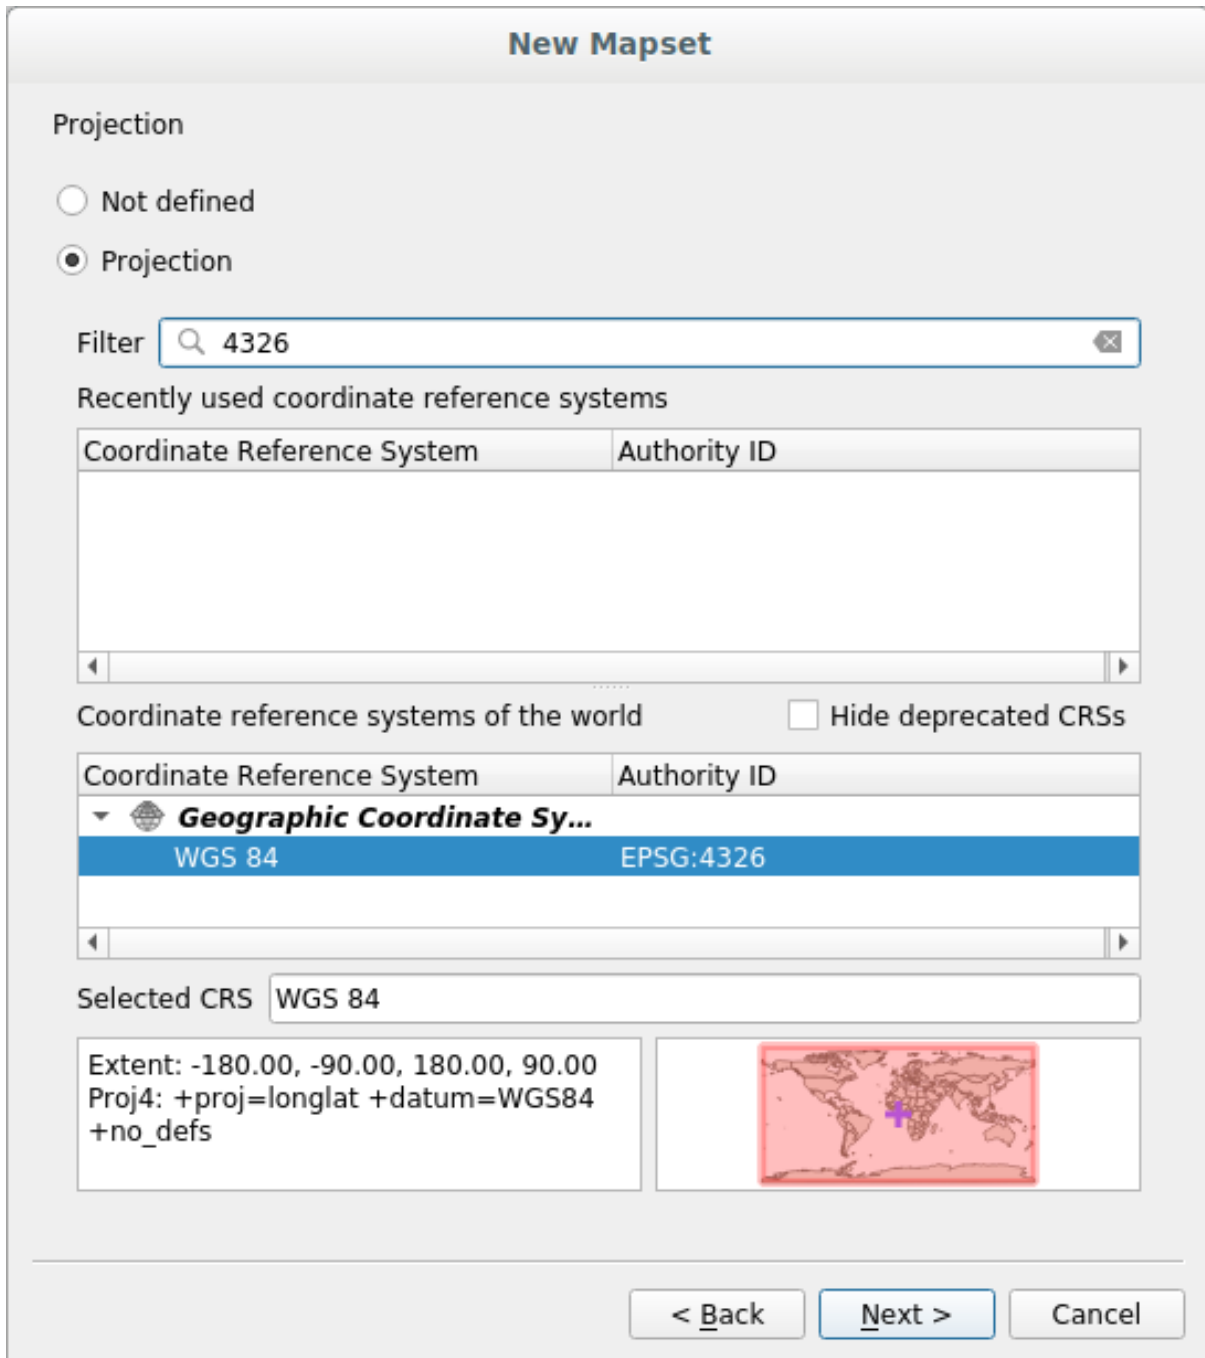 New Mapset
Projection
Not defined
Projection
Filter 4326
Recently used coordinate reference systems
Coordinate Reference System Authority ID
Coordinate reference systems of the world Hide deprecated CRSs
Coordinate Reference System Authority ID
Geographic Coordinate Sy...
WGS 84 EPSG:4326
Selected CRS WGS 84
Extent: -180.00, -90.00, 180.00, 90.00
Proj4: +proj=longlat +datum=WGS84
+no_defs
< Back Next > Cancel